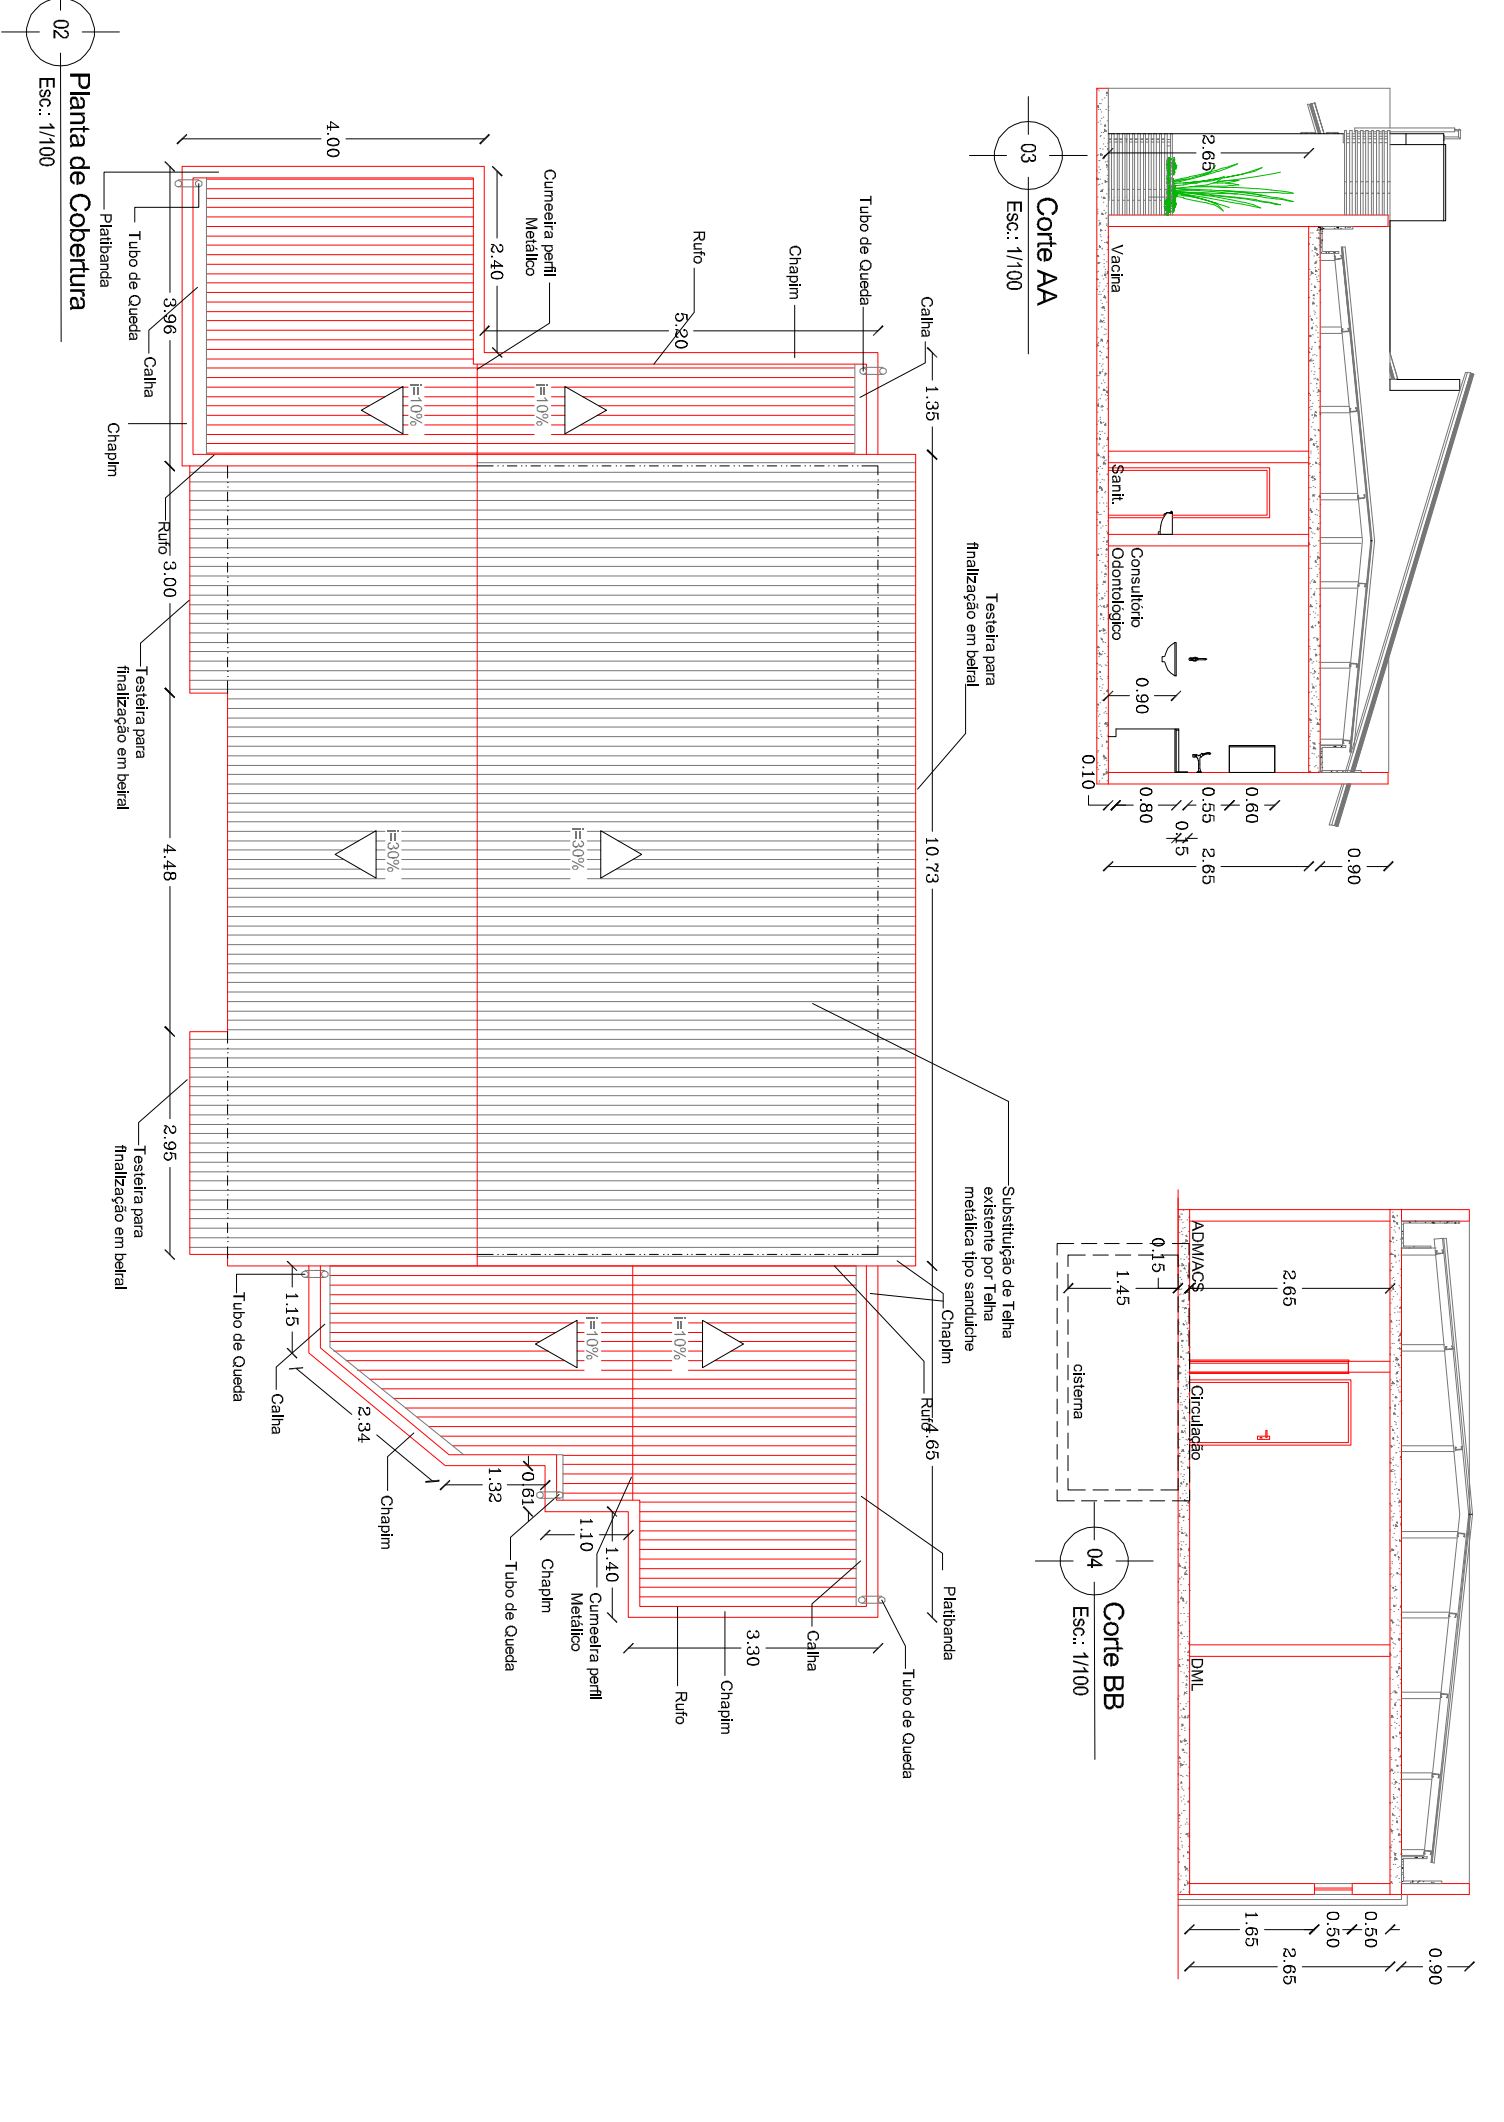 02
Planta de Cobertura
Esc.: 1/100
03
Corte AA
Esc.: 1/100
2.65
Vacina
Sanit.
Consultório
Odontológico
0.90
0.10
0.80
0.15
0.55
0.60
2.65
0.90
04
Corte BB
Esc.: 1/100
ADM/ACS
0.15
1.45
2.65
cisterna
Circulação
DML
1.65
0.50
0.50
2.65
0.90
4.00
2.40
Cumeeira perfil
Metálico
Rufo
5.20
Chapim
Tubo de Queda
Calha
1.35
Platibanda
Tubo de Queda
3.96
Calha
Chapim
i=10%
i=10%
Rufo
3.00
Testeira para
finalização em beiral
4.48
Testeira para
finalização em beiral
10.73
i=30%
i=30%
2.95
Testeira para
finalização em beiral
Substituição de Telha
existente por Telha
metálica tipo sanduiche
Chapim
Rufo
4.65
1.15
Tubo de Queda
Calha
2.34
Chapim
i=10%
i=10%
1.32
0.61
Tubo de Queda
1.10
Chapim
1.40
Cumeeira perfil
Metálico
3.30
Rufo
Chapim
Calha
Platibanda
Tubo de Queda